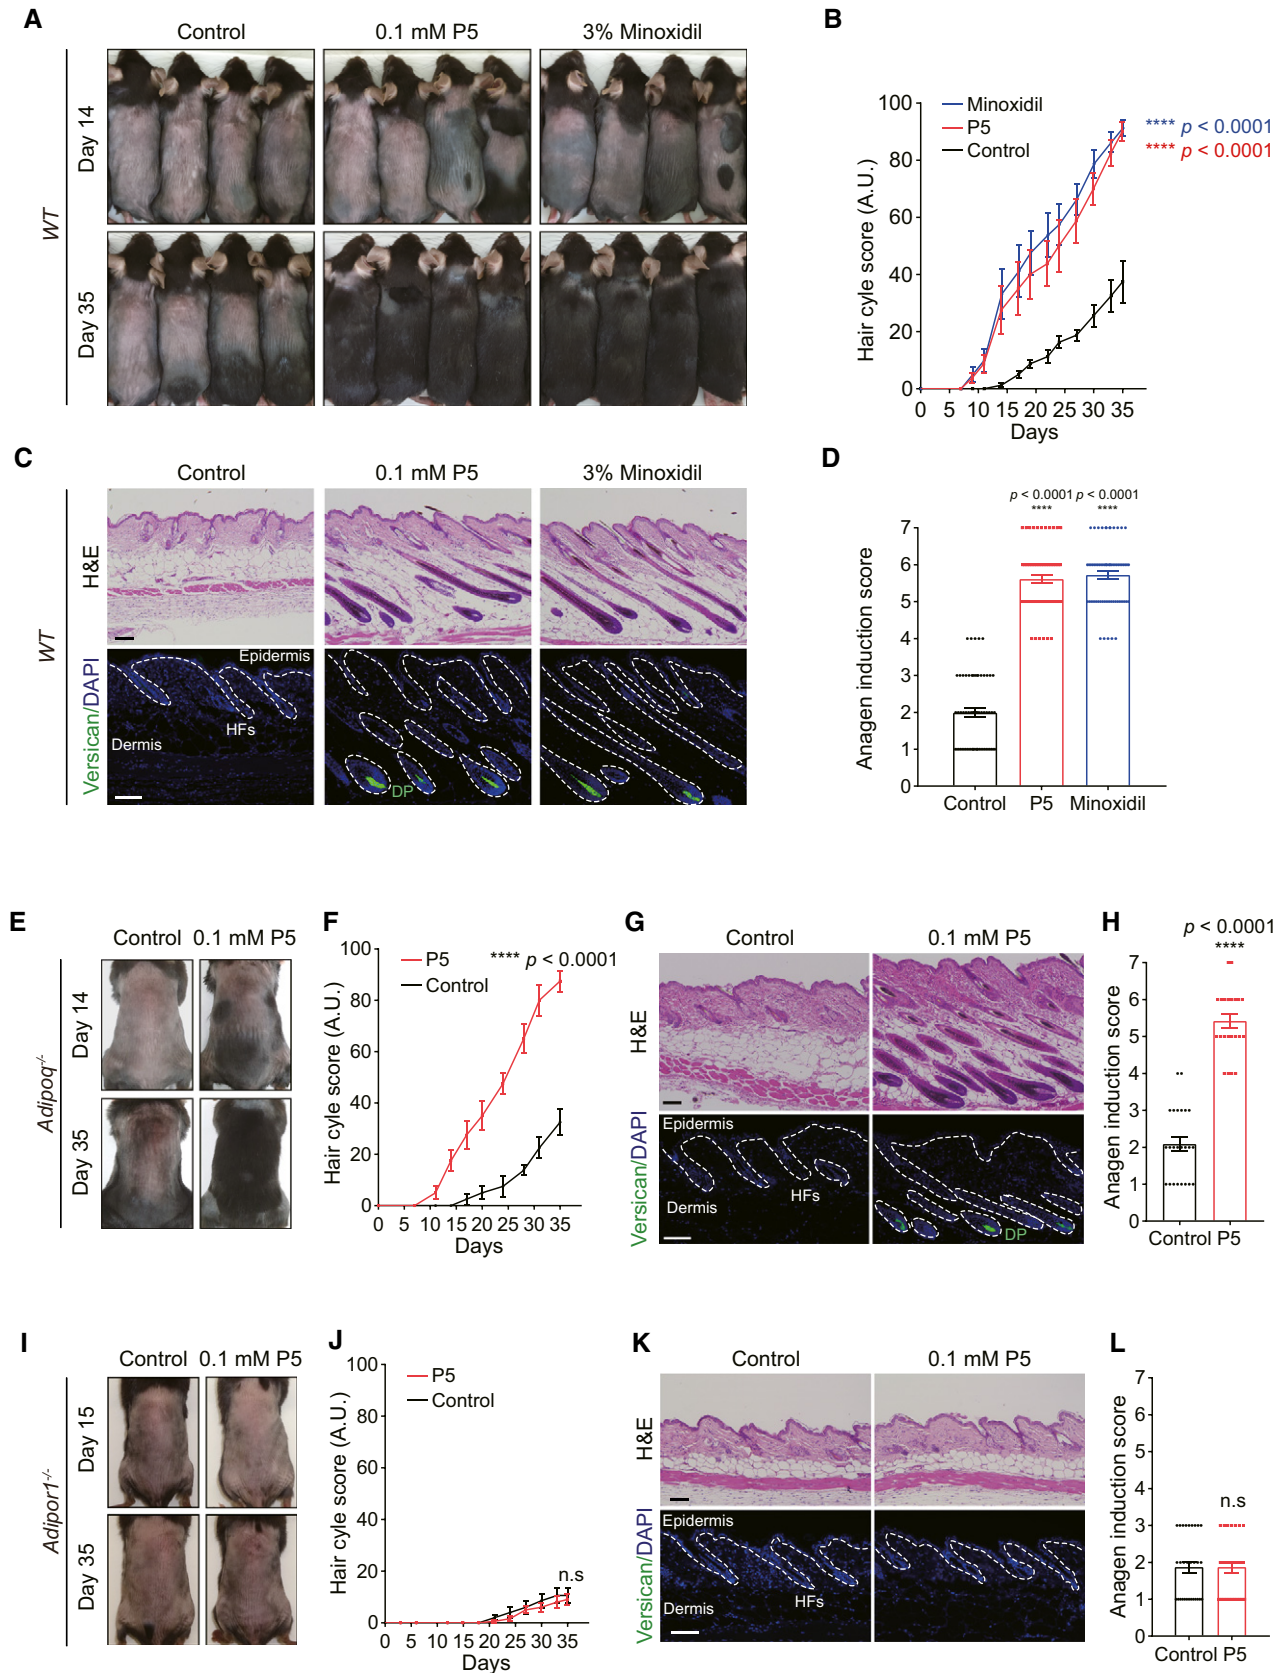 A
Control
0.1 mM P5
3% Minoxidil
WT
Day 14
Day 35
B
Hair cyle score (A.U.)
100
80
60
40
20
0
Minoxidil
P5
Control
**** p < 0.0001
**** p < 0.0001
0 5 10 15 20 25 30 35
Days
C
Control
0.1 mM P5
3% Minoxidil
WT
H&E
Versican/DAPI
Epidermis
HFs
Dermis
DP
D
p < 0.0001 p < 0.0001
**** ****
Anagen induction score
7
6
5
4
3
2
1
0
Control P5 Minoxidil
E
Control 0.1 mM P5
Adipoq-/-
Day 14
Day 35
F
Hair cyle score (A.U.)
100
80
60
40
20
0
P5
Control
**** p < 0.0001
0 5 10 15 20 25 30 35
Days
G
Control
0.1 mM P5
H&E
Versican/DAPI
Epidermis
Dermis
HFs
DP
H
p < 0.0001
****
Anagen induction score
7
6
5
4
3
2
1
0
Control P5
I
Control 0.1 mM P5
Adipor1-/-
Day 15
Day 35
J
Hair cyle score (A.U.)
100
80
60
40
20
0
P5
Control
n.s
0 5 10 15 20 25 30 35
Days
K
Control
0.1 mM P5
H&E
Versican/DAPI
Epidermis
Dermis
HFs
L
Anagen induction score
7
6
5
4
3
2
1
0
n.s
Control P5